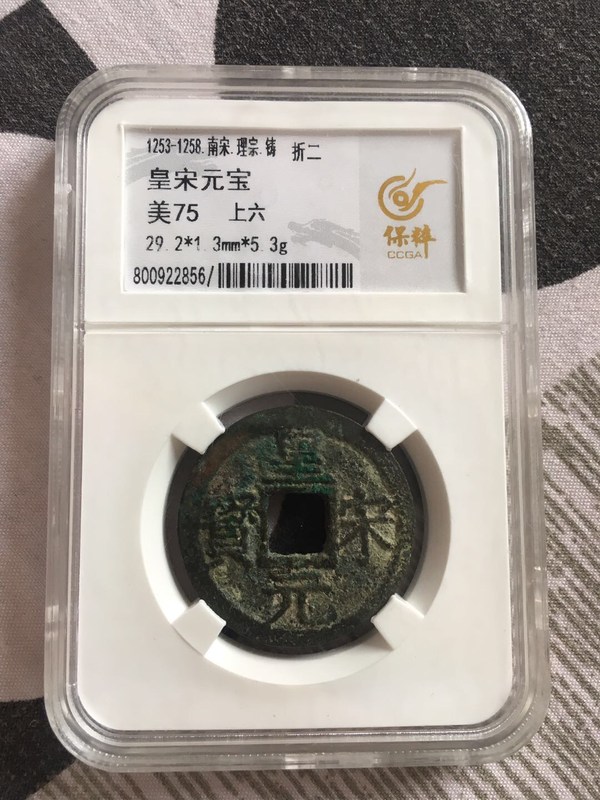 1253-1258.南宋.理宗.铸 折二
皇宋元宝
美75 上六
29.2*1.3mm*5.3g
800922856/
保粹
CCGA
皇
寳 宋
元